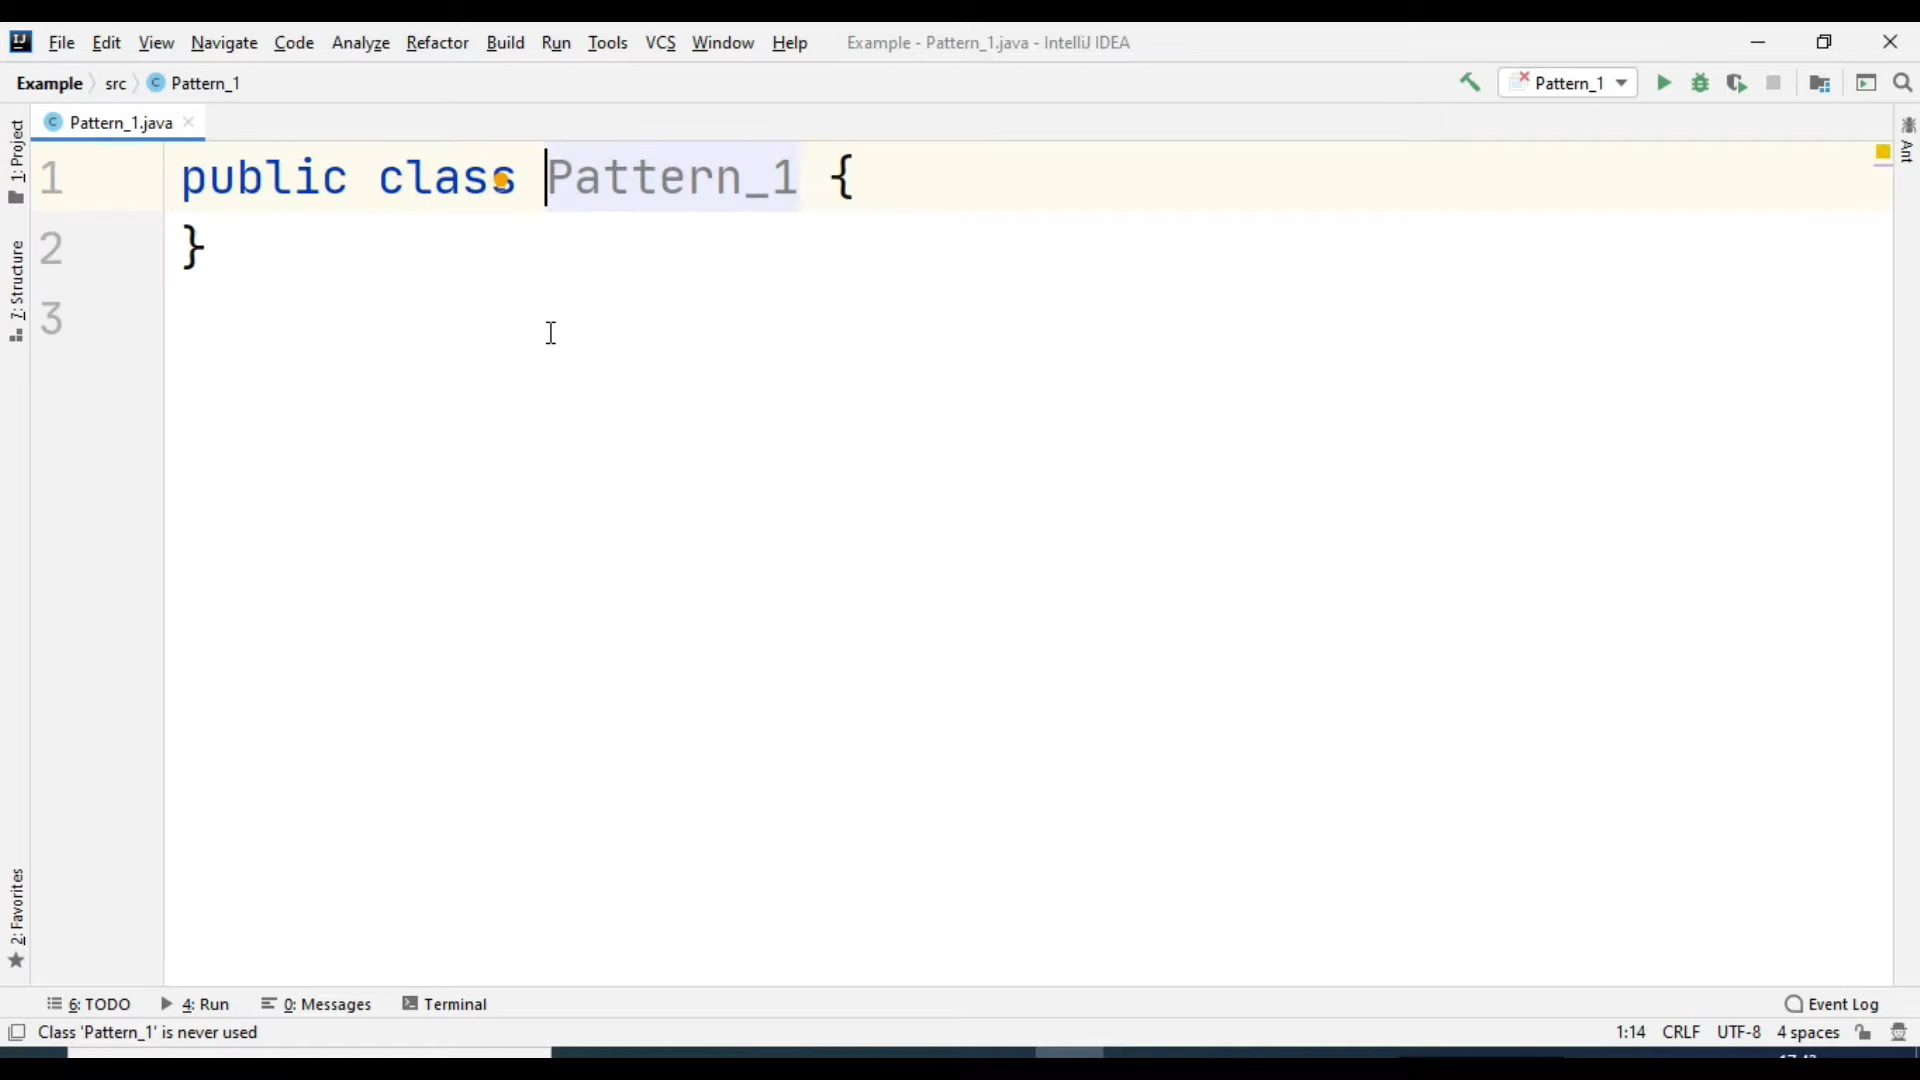 IJ File Edit View Navigate Code Analyze Refactor Build Run Tools VCS Window Help Example - Pattern_1.java - IntelliJ IDEA
Example src C Pattern_1 Pattern_1
C Pattern_1.java
1: Project
7: Structure
2: Favorites
Ant
1 public class Pattern_1 {
2 }
3
6: TODO 4: Run 0: Messages Terminal Event Log
Class 'Pattern_1' is never used 1:14 CRLF UTF-8 4 spaces